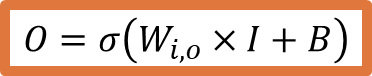 O = σ(W_{i,o} × I + B)